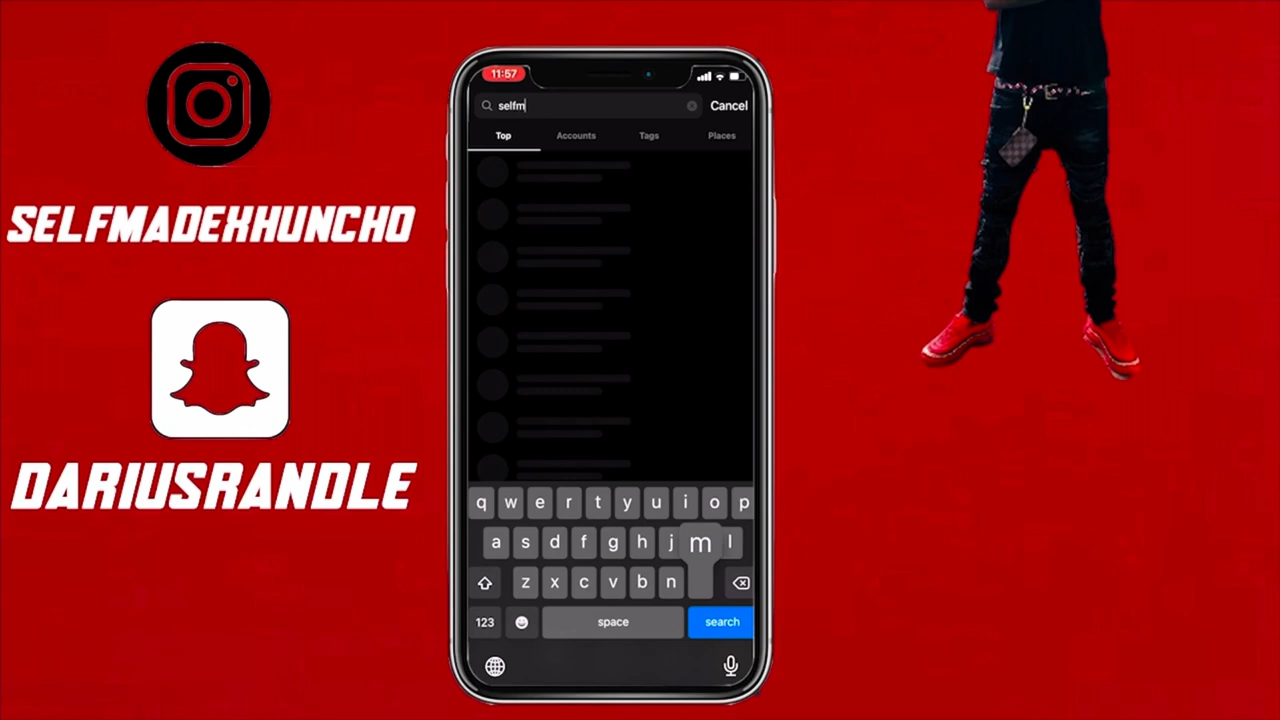 SELFMADEXHUNCHO
DARIUSRANDLE
11:57
selfm
Cancel
Top Accounts Tags Places
q w e r t y u i o p
a s d f g h j m l
z x c v b n
123 space search